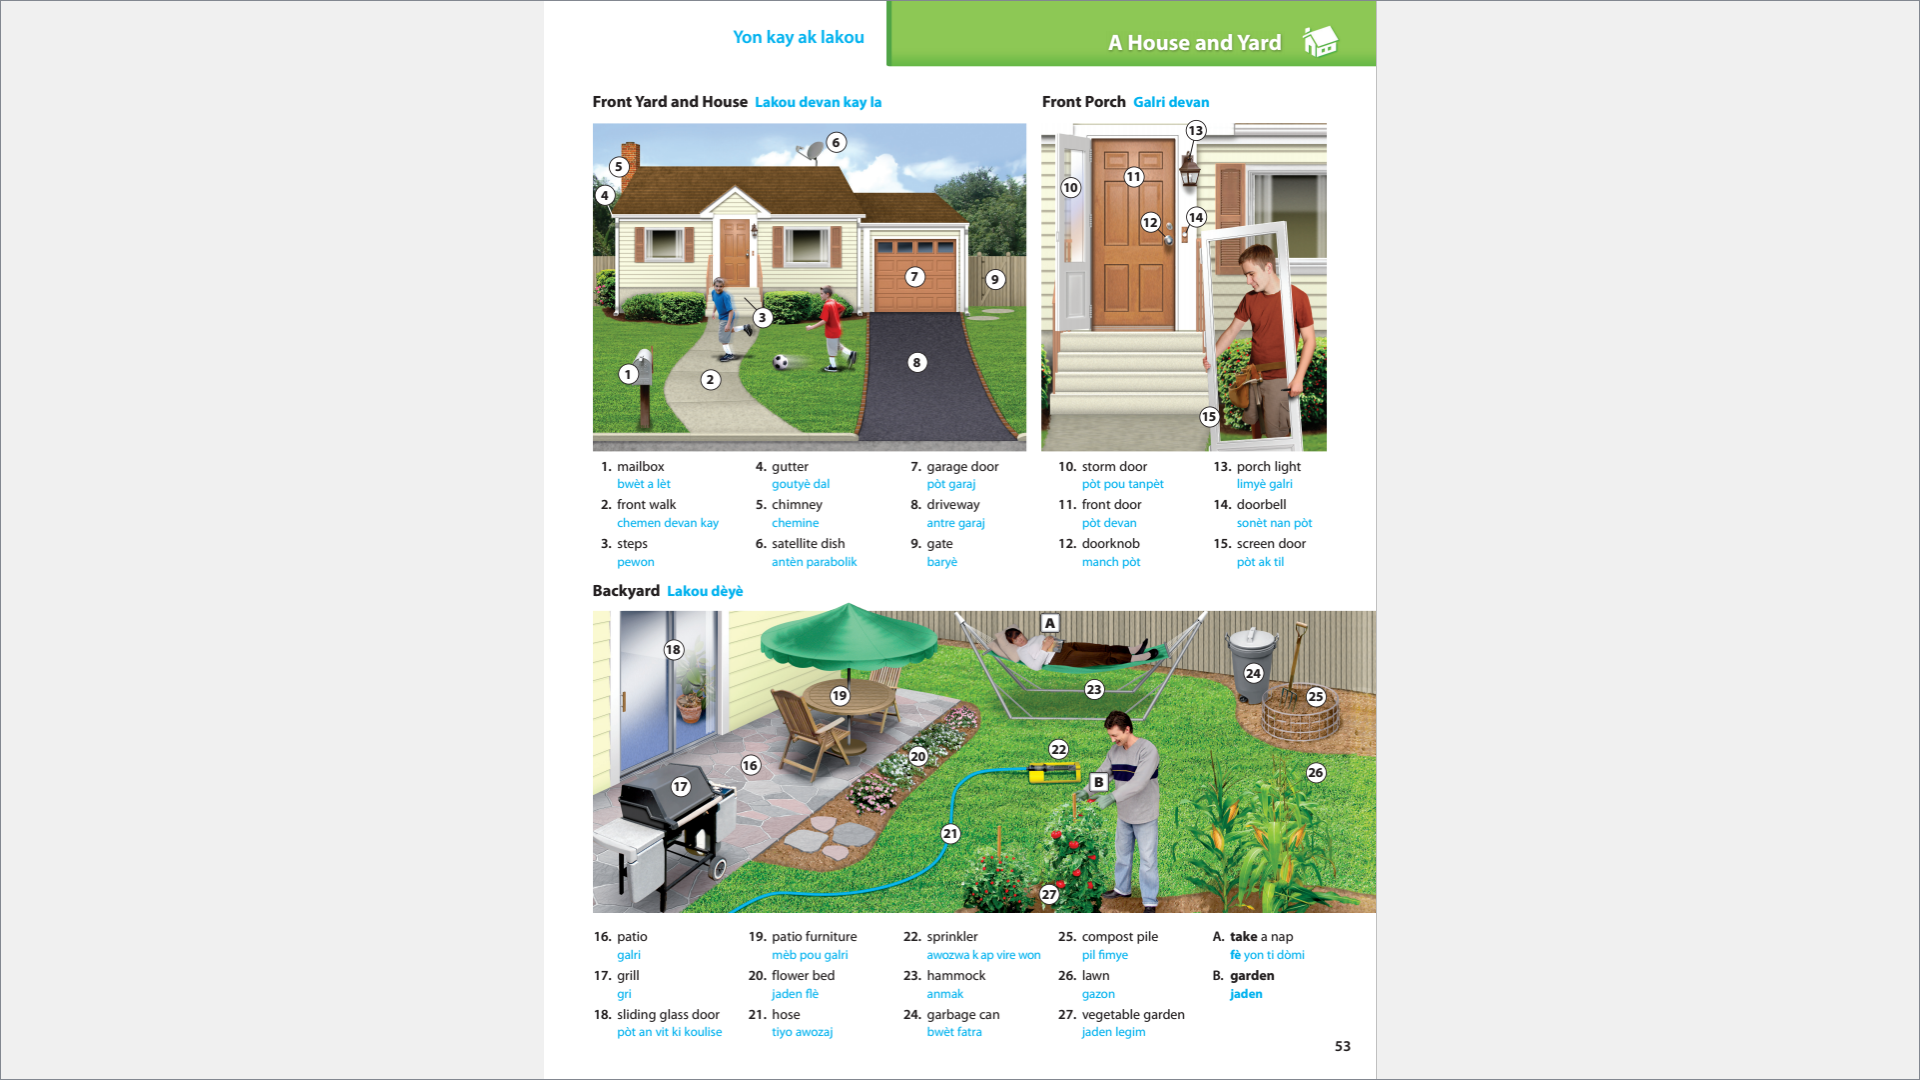 Yon kay ak lakou
A House and Yard
Front Yard and House Lakou devan kay la
Front Porch Galri devan
1
2
3
4
5
6
7
8
9
10
11
12
13
14
15
1. mailbox
bwèt a lèt
2. front walk
chemen devan kay
3. steps
pewon
4. gutter
goutyè dal
5. chimney
chemine
6. satellite dish
antèn parabolik
7. garage door
pòt garaj
8. driveway
antre garaj
9. gate
baryè
10. storm door
pòt pou tanpèt
11. front door
pòt devan
12. doorknob
manch pòt
13. porch light
limyè galri
14. doorbell
sonèt nan pòt
15. screen door
pòt ak til
Backyard Lakou dèyè
A
B
16
17
18
19
20
21
22
23
24
25
26
27
16. patio
galri
17. grill
gri
18. sliding glass door
pòt an vit ki koulise
19. patio furniture
mèb pou galri
20. flower bed
jaden flè
21. hose
tiyo awozaj
22. sprinkler
awozwa k ap vire won
23. hammock
anmak
24. garbage can
bwèt fatra
25. compost pile
pil fimye
26. lawn
gazon
27. vegetable garden
jaden legim
A. take a nap
fè yon ti dòmi
B. garden
jaden
53